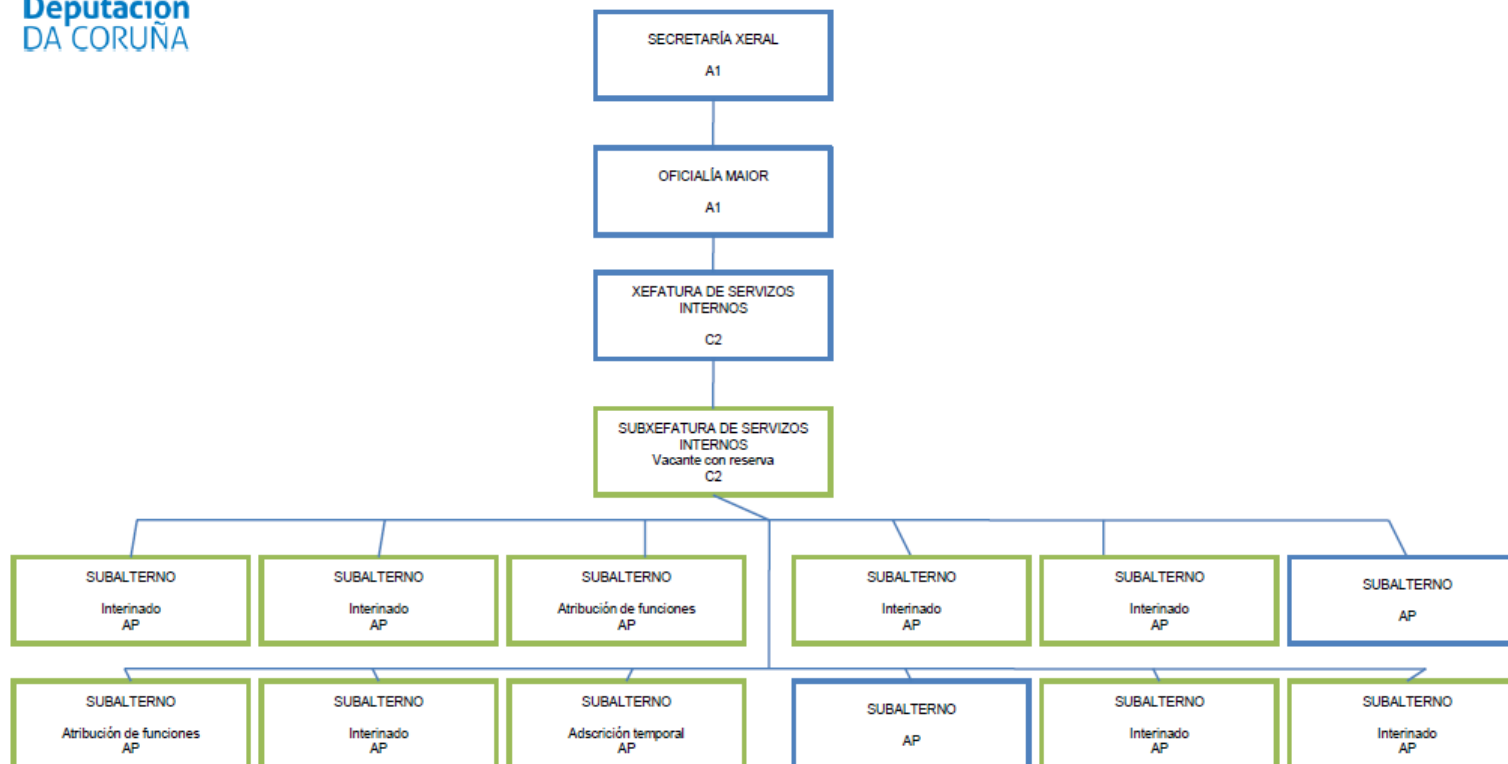 Deputación
DA CORUÑA
SECRETARÍA XERAL
A1
OFICIALÍA MAIOR
A1
XEFATURA DE SERVIZOS
INTERNOS
C2
SUBXEFATURA DE SERVIZOS
INTERNOS
Vacante con reserva
C2
SUBALTERNO
Interinado
AP
SUBALTERNO
Interinado
AP
SUBALTERNO
Atribución de funciones
AP
SUBALTERNO
Interinado
AP
SUBALTERNO
Interinado
AP
SUBALTERNO
AP
SUBALTERNO
Atribución de funciones
AP
SUBALTERNO
Interinado
AP
SUBALTERNO
Adscrición temporal
AP
SUBALTERNO
AP
SUBALTERNO
Interinado
AP
SUBALTERNO
Interinado
AP